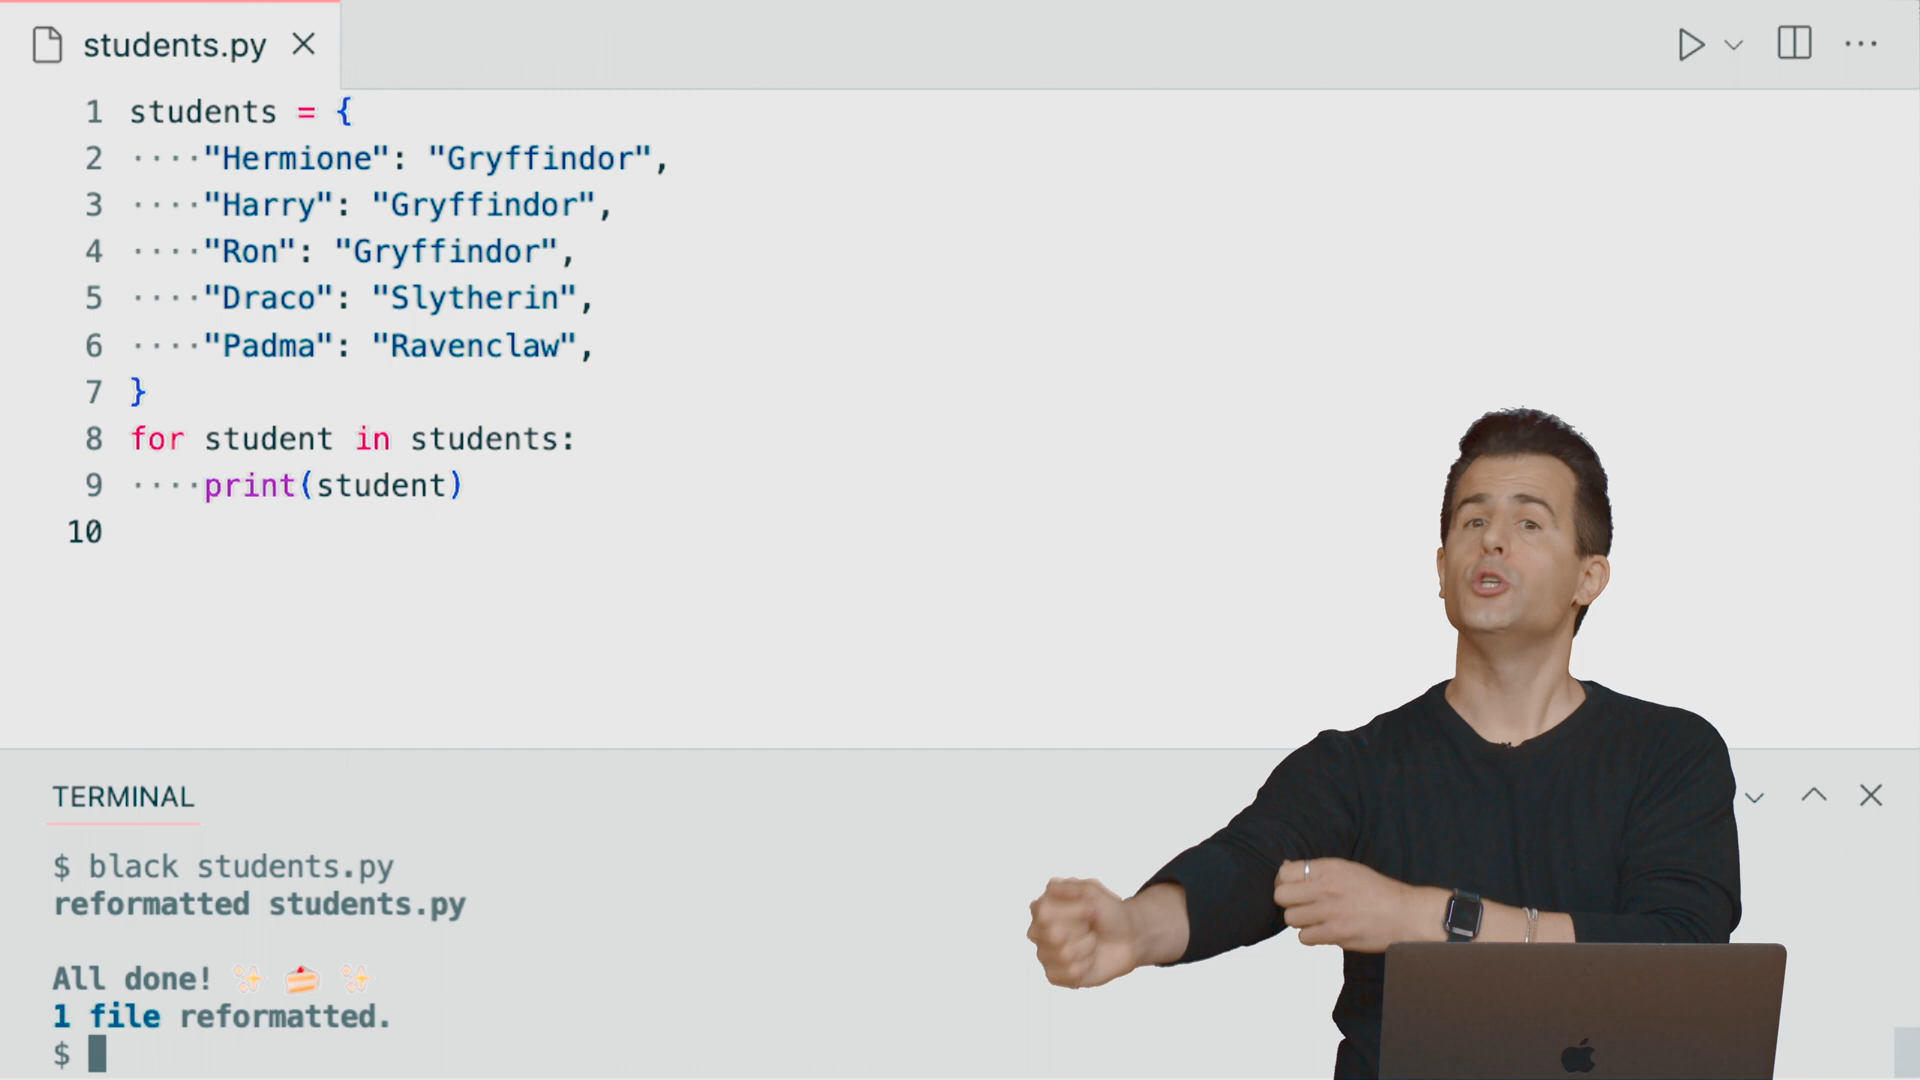 students.py
1 students = {
2 ····"Hermione": "Gryffindor",
3 ····"Harry": "Gryffindor",
4 ····"Ron": "Gryffindor",
5 ····"Draco": "Slytherin",
6 ····"Padma": "Ravenclaw",
7 }
8 for student in students:
9 ····print(student)
10
TERMINAL
$ black students.py
reformatted students.py
All done! ✨ 🍰 ✨
1 file reformatted.
$